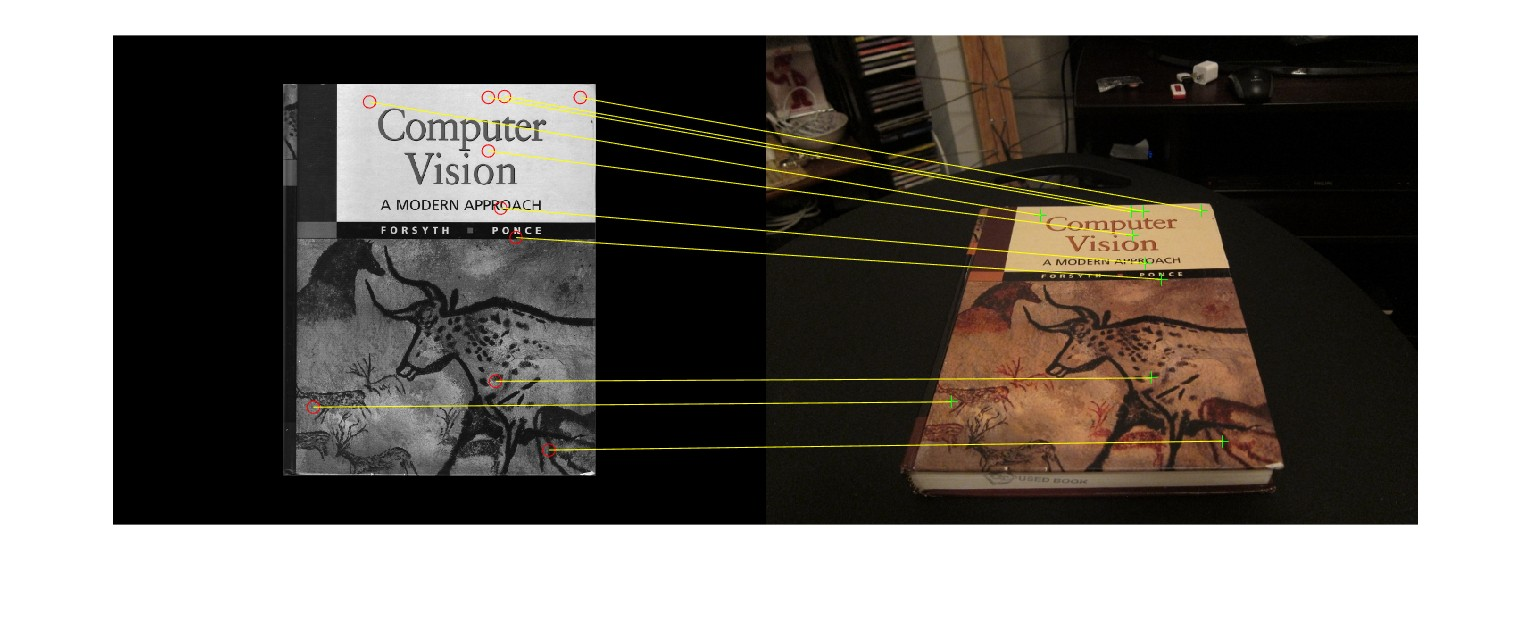 Computer
Vision
A MODERN APPROACH
FORSYTH PONCE
Computer
Vision
A MODERN APPROACH
FORSYTH PONCE
USED BOOK